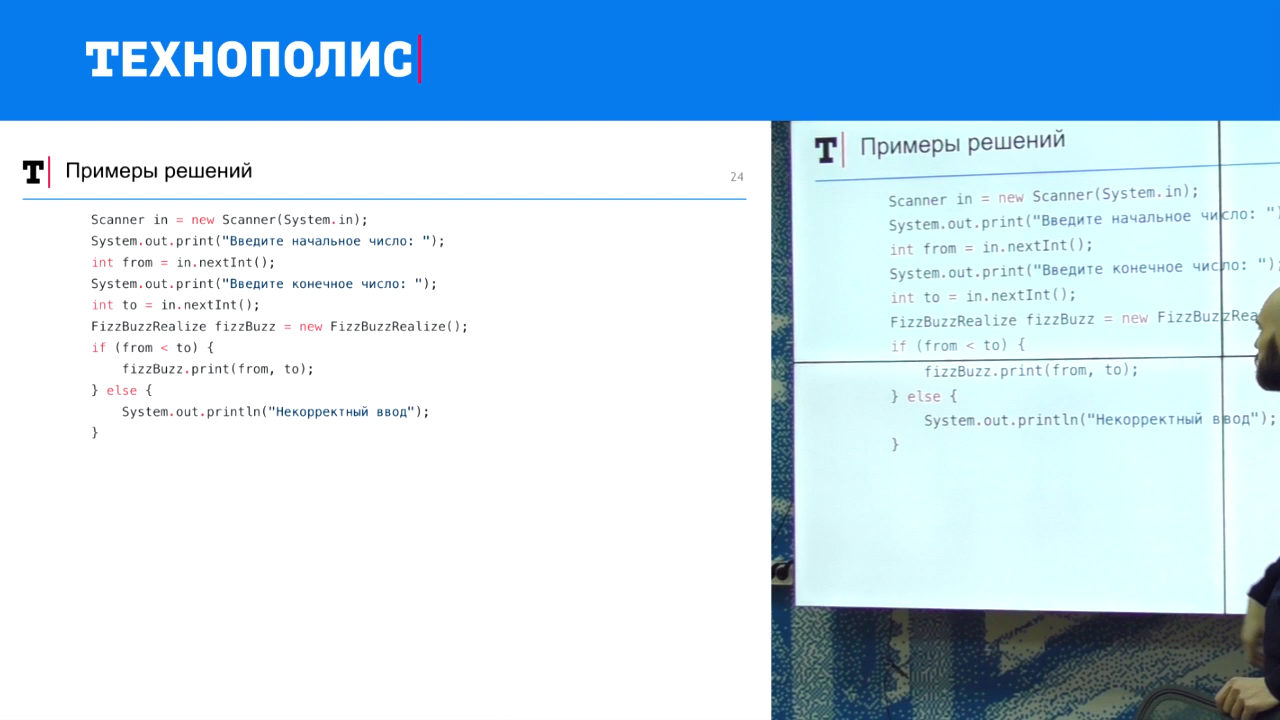 ТЕХНОПОЛИС
Т Примеры решений
24
Scanner in = new Scanner(System.in);
System.out.print("Введите начальное число: ");
int from = in.nextInt();
System.out.print("Введите конечное число: ");
int to = in.nextInt();
FizzBuzzRealize fizzBuzz = new FizzBuzzRealize();
if (from < to) {
fizzBuzz.print(from, to);
} else {
System.out.println("Некорректный ввод");
}
Т Примеры решений
Scanner in = new Scanner(System.in);
System.out.print("Введите начальное число: ")
int from = in.nextInt();
System.out.print("Введите конечное число: ");
int to = in.nextInt();
FizzBuzzRealize fizzBuzz = new FizzBuzzRea
if (from < to) {
fizzBuzz.print(from, to);
} else {
System.out.println("Некорректный ввод");
}